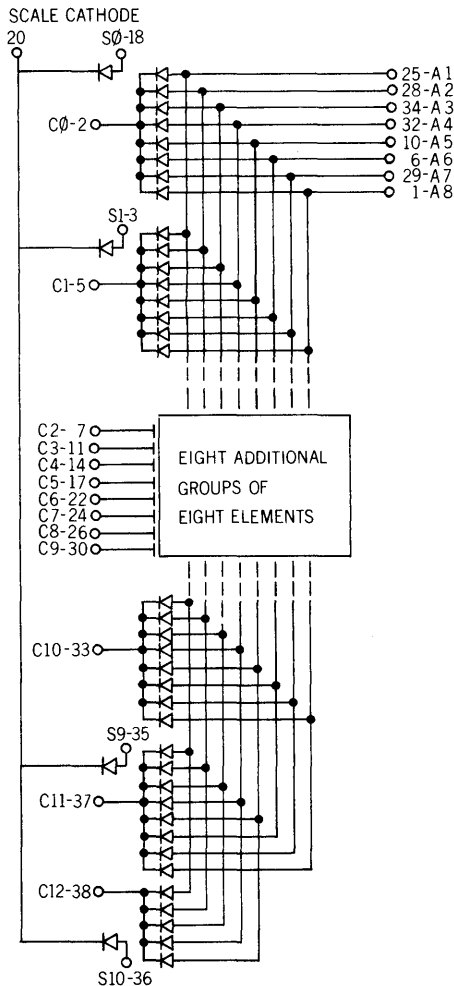 SCALE CATHODE
20
SØ-18
25-A1
28-A2
34-A3
CØ-2
32-A4
10-A5
6-A6
29-A7
1-A8
S1-3
C1-5
C2- 7
C3-11
C4-14
C5-17
C6-22
C7-24
C8-26
C9-30
EIGHT ADDITIONAL
GROUPS OF
EIGHT ELEMENTS
C10-33
S9-35
C11-37
C12-38
S10-36